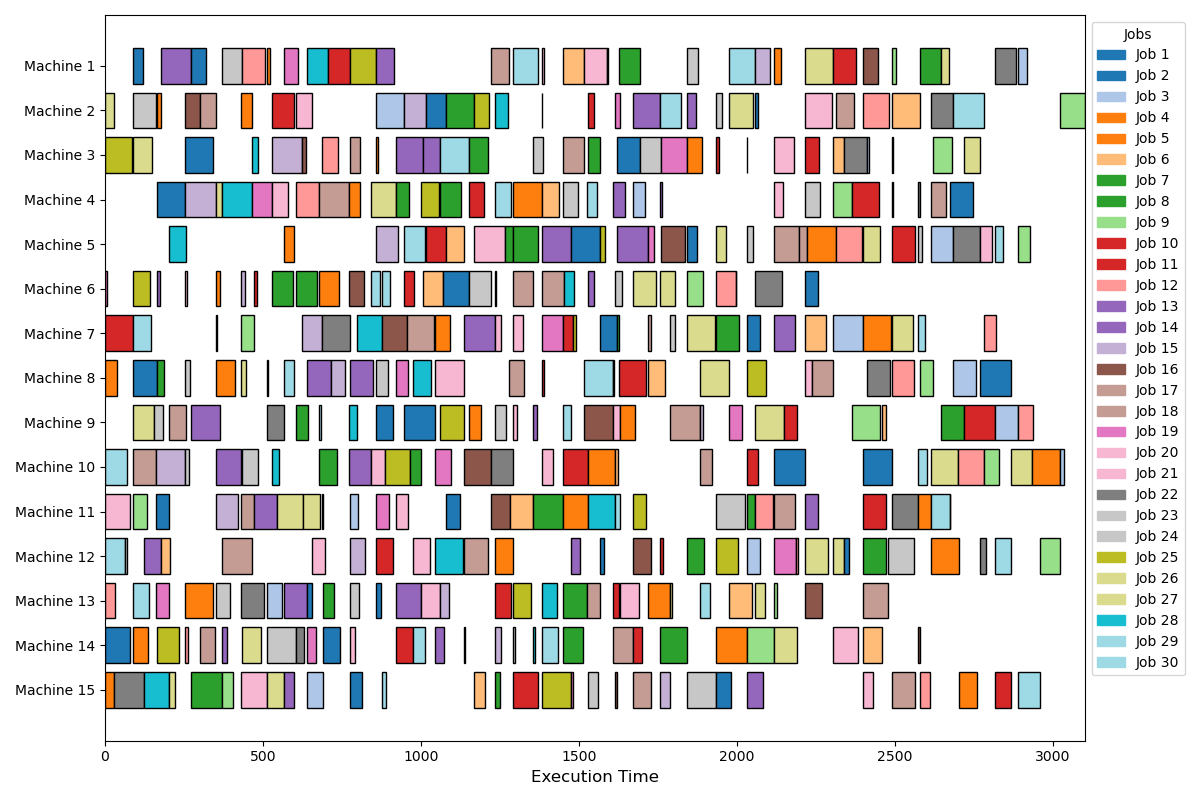 Machine 1
Machine 2
Machine 3
Machine 4
Machine 5
Machine 6
Machine 7
Machine 8
Machine 9
Machine 10
Machine 11
Machine 12
Machine 13
Machine 14
Machine 15
0 500 1000 1500 2000 2500 3000
Execution Time
Jobs
Job 1
Job 2
Job 3
Job 4
Job 5
Job 6
Job 7
Job 8
Job 9
Job 10
Job 11
Job 12
Job 13
Job 14
Job 15
Job 16
Job 17
Job 18
Job 19
Job 20
Job 21
Job 22
Job 23
Job 24
Job 25
Job 26
Job 27
Job 28
Job 29
Job 30